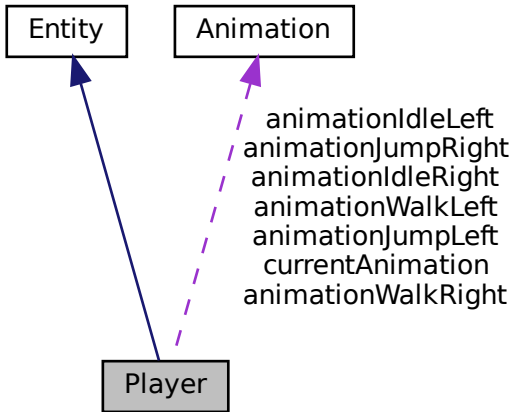 Entity
Animation
animationIdleLeft
animationJumpRight
animationIdleRight
animationWalkLeft
animationJumpLeft
currentAnimation
animationWalkRight
Player